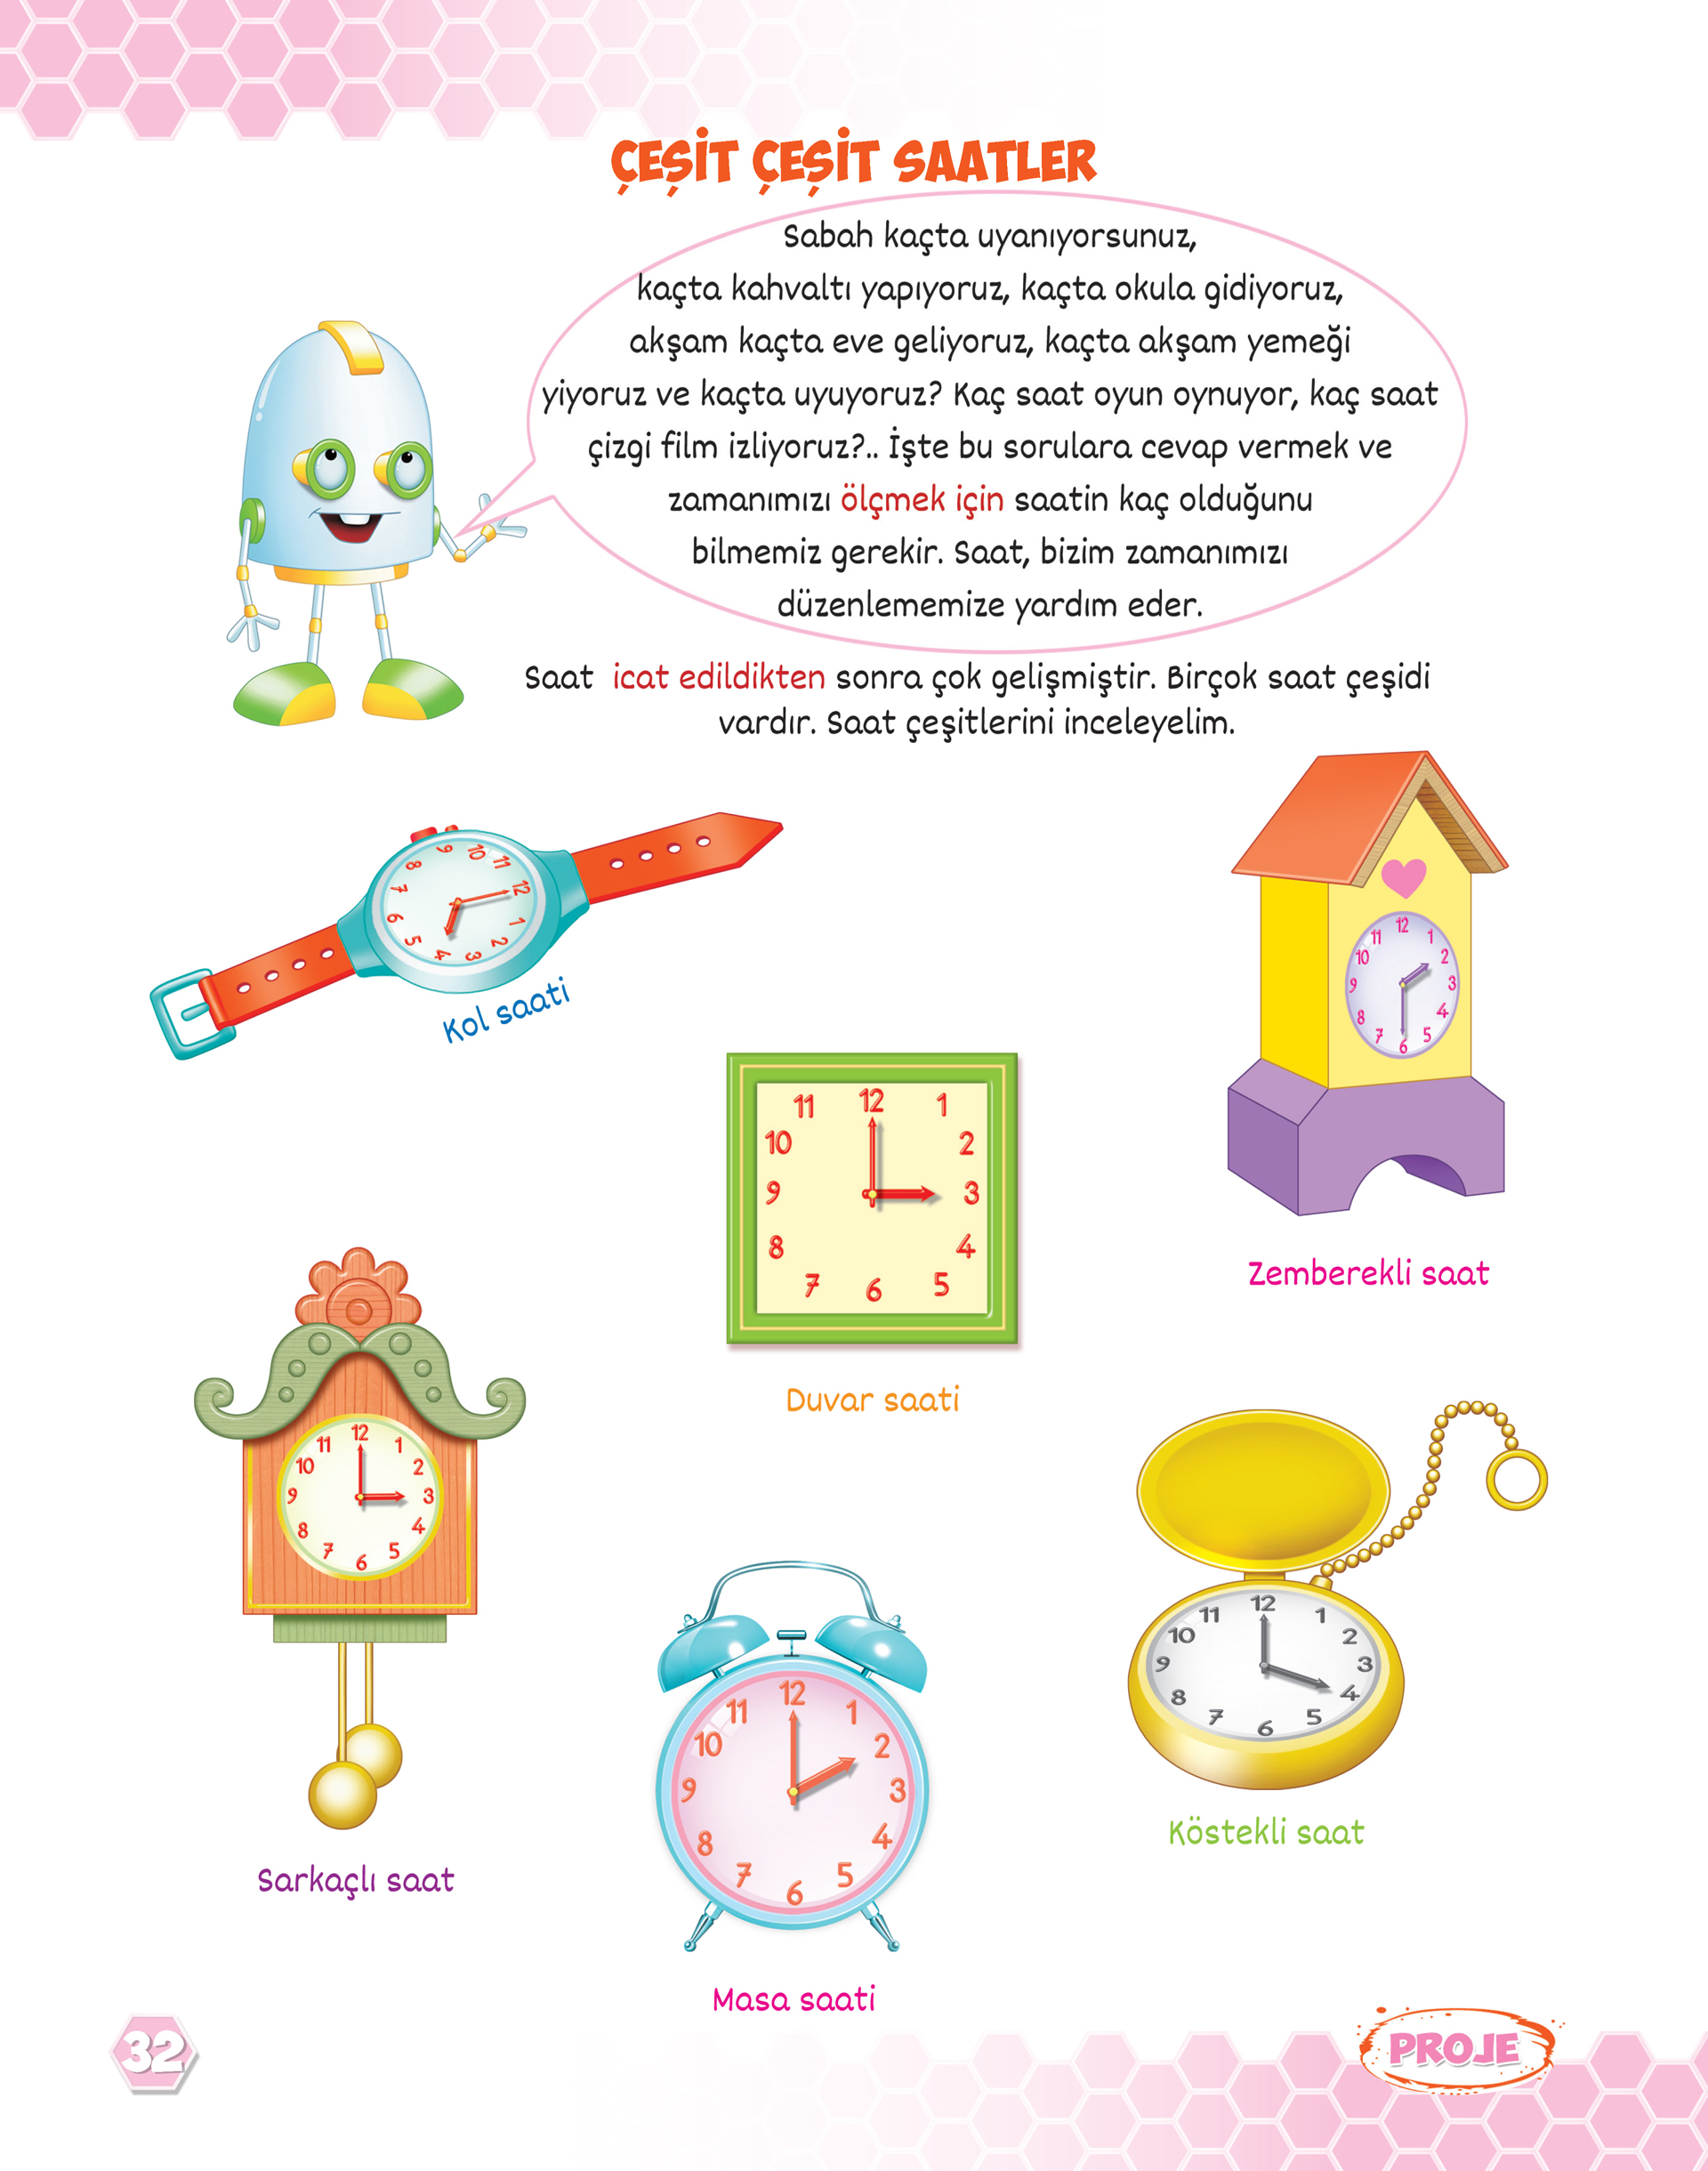 ÇEŞİT ÇEŞİT SAATLER
Sabah kaçta uyanıyorsunuz,
kaçta kahvaltı yapıyoruz, kaçta okula gidiyoruz,
akşam kaçta eve geliyoruz, kaçta akşam yemeği
yiyoruz ve kaçta uyuyoruz? Kaç saat oyun oynuyor, kaç saat
çizgi film izliyoruz?.. İşte bu sorulara cevap vermek ve
zamanımızı ölçmek için saatin kaç olduğunu
bilmemiz gerekir. Saat, bizim zamanımızı
düzenlememize yardım eder.
Saat icat edildikten sonra çok gelişmiştir. Birçok saat çeşidi
vardır. Saat çeşitlerini inceleyelim.
12 1 2 3 4 5 6 7 8 9 10 11
Kol saati
12 1 2 3 4 5 6 7 8 9 10 11
Zemberekli saat
12 1 2 3 4 5 6 7 8 9 10 11
Duvar saati
12 1 2 3 4 5 6 7 8 9 10 11
Sarkaçlı saat
12 1 2 3 4 5 6 7 8 9 10 11
Köstekli saat
12 1 2 3 4 5 6 7 8 9 10 11
Masa saati
32
PROJE